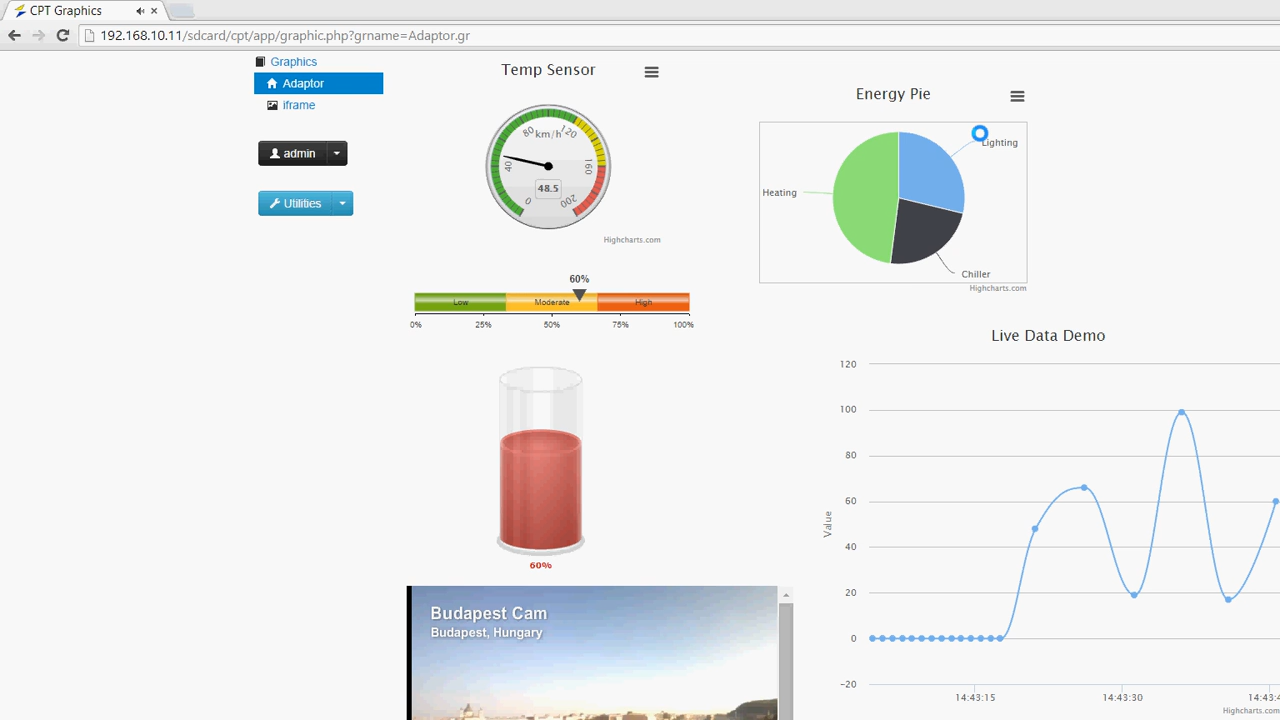 CPT Graphics
192.168.10.11/sdcard/cpt/app/graphic.php?grname=Adaptor.gr
Graphics
Adaptor
iframe
admin
Utilities
Temp Sensor
0
40
80
km/h
120
160
200
48.5
Highcharts.com
Energy Pie
Lighting
Heating
Chiller
Highcharts.com
60%
Low
Moderate
High
0%
25%
50%
75%
100%
60%
Live Data Demo
Value
120
100
80
60
40
20
0
-20
14:43:15
14:43:30
14:43:4
Highcharts.com
Budapest Cam
Budapest, Hungary